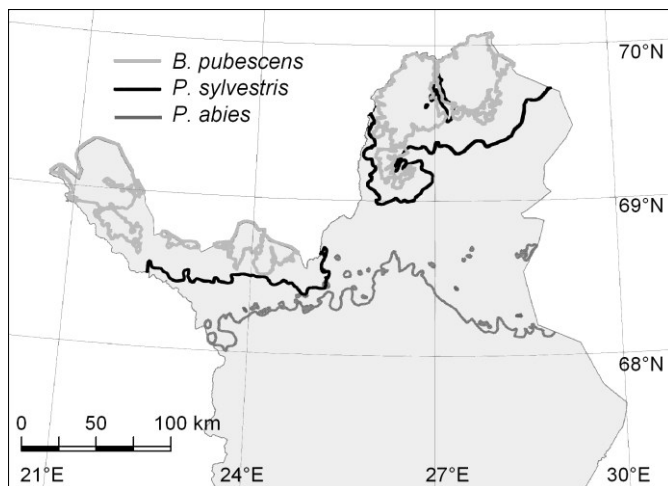 70°N
B. pubescens
P. sylvestris
P. abies
69°N
68°N
0 50 100 km
21°E 24°E 27°E 30°E